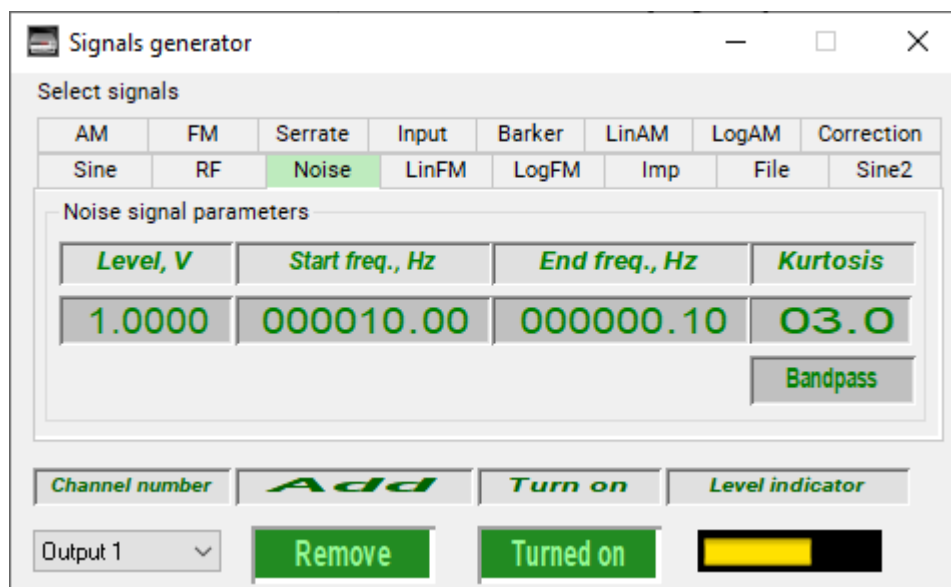 Signals generator
Select signals
AM FM Serrate Input Barker LinAM LogAM Correction
Sine RF Noise LinFM LogFM Imp File Sine2
Noise signal parameters
Level, V Start freq., Hz End freq., Hz Kurtosis
1.0000 000010.00 000000.10 03.0
Bandpass
Channel number Add Turn on Level indicator
Output 1 Remove Turned on